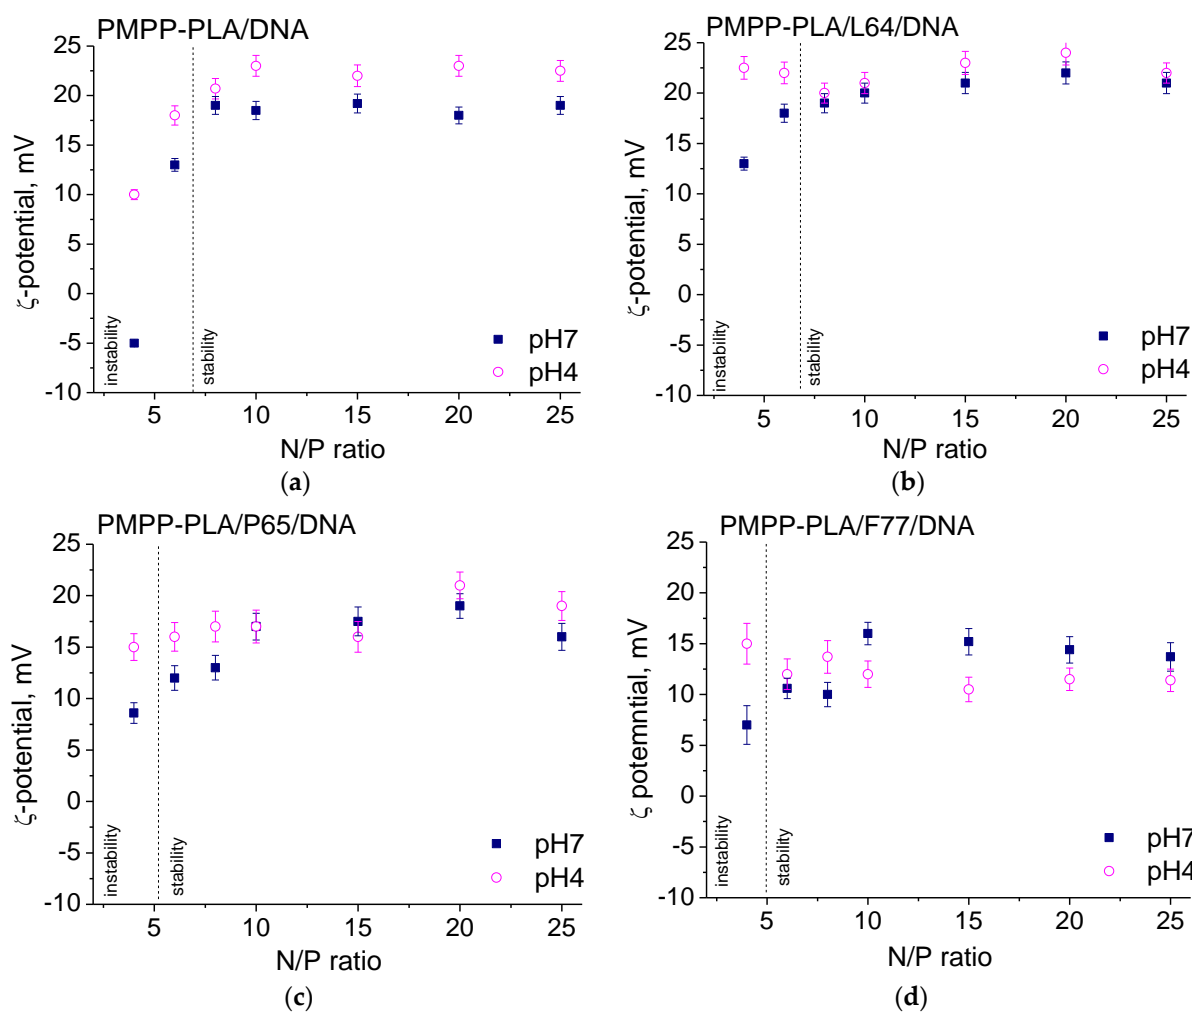 PMPP-PLA/DNA
25
20
15
10
5
0
-5
-10
ζ-potential, mV
instability
stability
pH7
pH4
5 10 15 20 25
N/P ratio
(a)
PMPP-PLA/L64/DNA
25
20
15
10
5
0
-5
-10
ζ-potential, mV
instability
stability
pH7
pH4
5 10 15 20 25
N/P ratio
(b)
PMPP-PLA/P65/DNA
25
20
15
10
5
0
-5
-10
ζ-potential, mV
instability
stability
pH7
pH4
5 10 15 20 25
N/P ratio
(c)
PMPP-PLA/F77/DNA
25
20
15
10
5
0
-5
-10
ζ potemntial, mV
instability
stability
pH7
pH4
5 10 15 20 25
N/P ratio
(d)